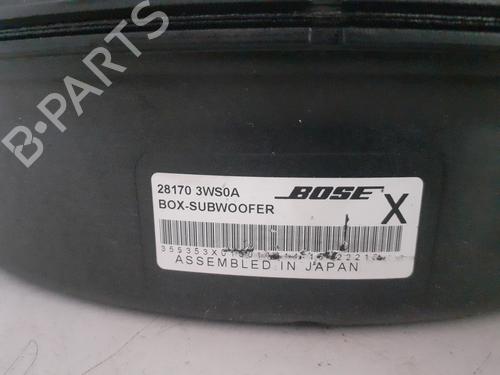 B-PARTS
28170 3WS0A BOSE X
BOX-SUBWOOFER
ASSEMBLED IN JAPAN